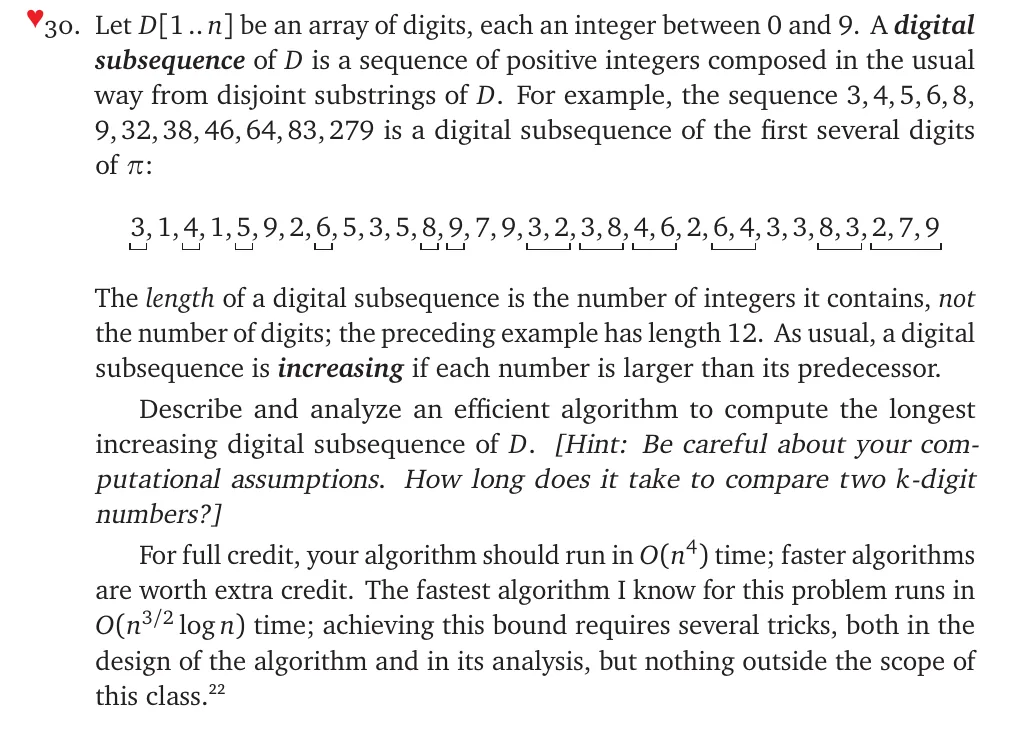 ♥30. Let D[1..n] be an array of digits, each an integer between 0 and 9. A digital
subsequence of D is a sequence of positive integers composed in the usual
way from disjoint substrings of D. For example, the sequence 3, 4, 5, 6, 8,
9, 32, 38, 46, 64, 83, 279 is a digital subsequence of the first several digits
of π:
3, 1, 4, 1, 5, 9, 2, 6, 5, 3, 5, 8, 9, 7, 9, 3, 2, 3, 8, 4, 6, 2, 6, 4, 3, 3, 8, 3, 2, 7, 9
The length of a digital subsequence is the number of integers it contains, not
the number of digits; the preceding example has length 12. As usual, a digital
subsequence is increasing if each number is larger than its predecessor.
Describe and analyze an efficient algorithm to compute the longest
increasing digital subsequence of D. [Hint: Be careful about your com-
putational assumptions. How long does it take to compare two k-digit
numbers?]
For full credit, your algorithm should run in O(n⁴) time; faster algorithms
are worth extra credit. The fastest algorithm I know for this problem runs in
O(n^{3/2} log n) time; achieving this bound requires several tricks, both in the
design of the algorithm and in its analysis, but nothing outside the scope of
this class.²²